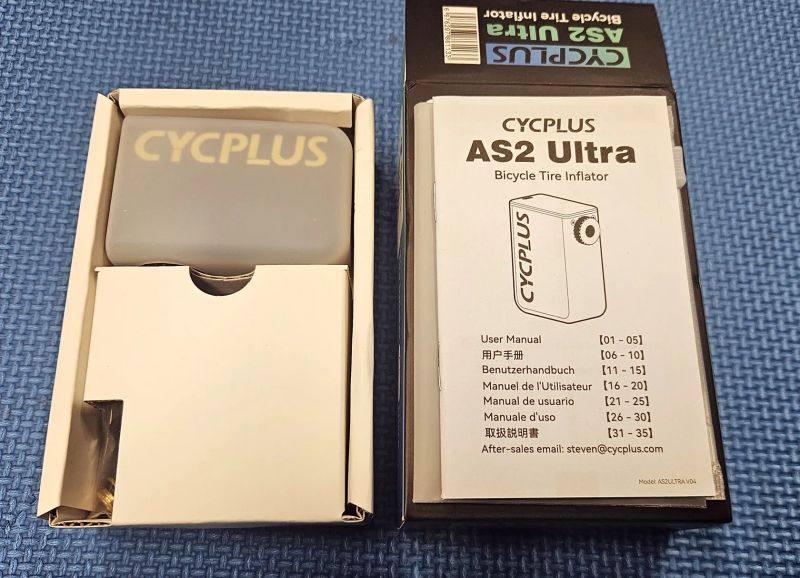 CYCPLUS
CYCPLUS
AS2 Ultra
Bicycle Tire Inflator
CYCPLUS
AS2 Ultra
Bicycle Tire Inflator
CYCPLUS
User Manual 【01 - 05】
用户手册 【06 - 10】
Benutzerhandbuch 【11 - 15】
Manuel de l'Utilisateur 【16 - 20】
Manual de usuario 【21 - 25】
Manuale d'uso 【26 - 30】
取扱説明書 【31 - 35】
After-sales email: steven@cycplus.com
Model: AS2ULTRA V04